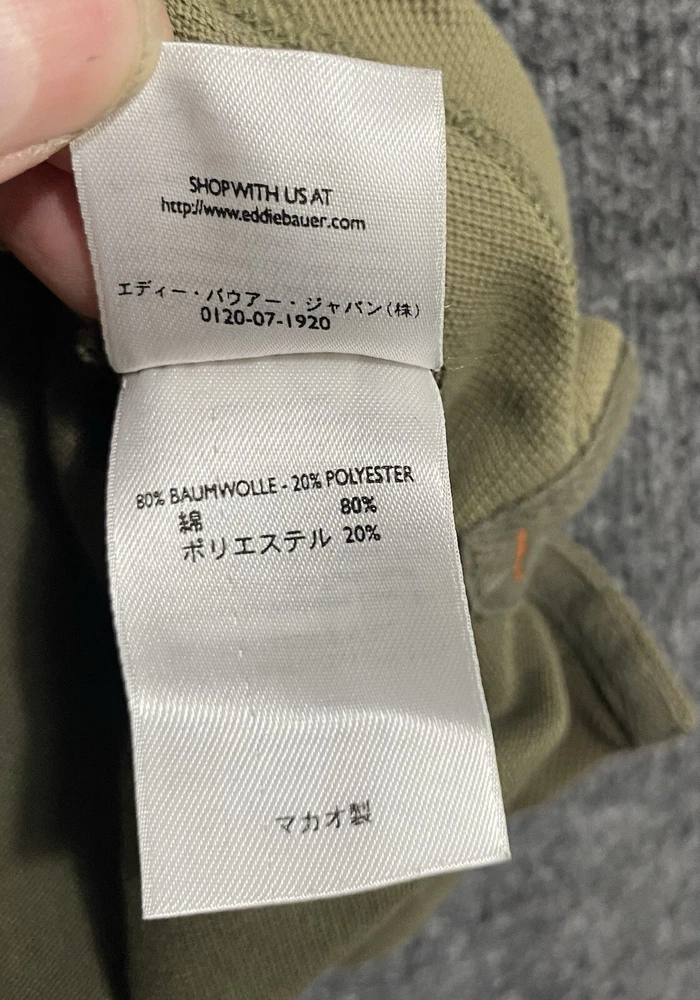 SHOP WITH US AT
http://www.eddiebauer.com
エディー・バウアー・ジャパン(株)
0120-07-1920
80% BAUMWOLLE - 20% POLYESTER
綿 80%
ポリエステル 20%
マカオ製